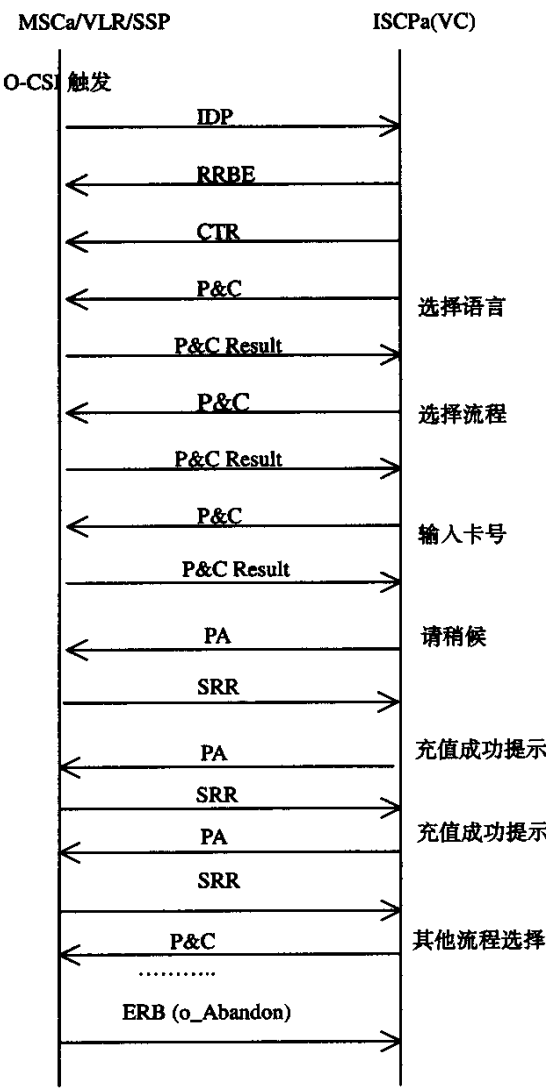 MSCa/VLR/SSP ISCPa(VC)
O-CSI 触发
IDP
RRBE
CTR
P&C
选择语言
P&C Result
P&C
选择流程
P&C Result
P&C
输入卡号
P&C Result
PA
请稍候
SRR
PA
充值成功提示
SRR
PA
充值成功提示
SRR
P&C
其他流程选择
...........
ERB (o_Abandon)